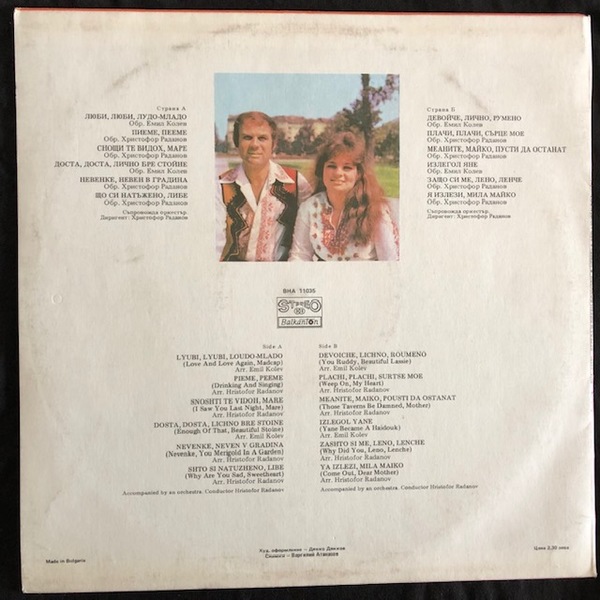 Страна А
ЛЮБИ, ЛЮБИ, ЛУДО-МЛАДО
Обр. Емил Колев
ПИЕМЕ, ПЕЕМЕ
Обр. Христофор Раданов
СНОЩИ ТЕ ВИДОХ, МАРЕ
Обр. Христофор Раданов
ДОСТА, ДОСТА, ЛИЧНО БРЕ СТОЙНЕ
Обр. Емил Колев
НЕВЕНКЕ, НЕВЕН В ГРАДИНА
Обр. Христофор Раданов
ЩО СИ НАТЪЖЕНО, ЛИБЕ
Обр. Христофор Раданов
Съпровожда оркестър.
Диригент: Христофор Раданов
Страна Б
ДЕВОЙЧЕ, ЛИЧНО, РУМЕНО
Обр. Емил Колев
ПЛАЧИ, ПЛАЧИ, СЪРЦЕ МОЕ
Обр. Христофор Раданов
МЕАНИТЕ, МАЙКО, ПУСТИ ДА ОСТАНАТ
Обр. Христофор Раданов
ИЗЛЕГОЛ ЯНЕ
Обр. Емил Колев
ЗАЩО СИ МЕ, ЛЕНО, ЛЕНЧЕ
Обр. Христофор Раданов
Я ИЗЛЕЗИ, МИЛА МАЙКО
Обр. Христофор Раданов
Съпровожда оркестър.
Диригент: Христофор Раданов
ВНА 11035
STEREO
Balkanton
Side A
LYUBI, LYUBI, LOUDO-MLADO
(Love And Love Again, Madcap)
Arr. Emil Kolev
PIEME, PEEME
(Drinking And Singing)
Arr. Hristofor Radanov
SNOSHTI TE VIDOH, MARE
(I Saw You Last Night, Mare)
Arr. Hristofor Radanov
DOSTA, DOSTA, LICHNO BRE STOINE
(Enough Of That, Beautiful Stoine)
Arr. Emil Kolev
NEVENKE, NEVEN V GRADINA
(Nevenke, You Merigold In A Garden)
Arr. Hristofor Radanov
SHTO SI NATUZHENO, LIBE
(Why Are You Sad, Sweetheart)
Arr. Hristofor Radanov
Accompanied by an orchestra. Conductor Hristofor Radanov
Side B
DEVOICHE, LICHNO, ROUMENO
(You Ruddy, Beautiful Lassie)
Arr. Emil Kolev
PLACHI, PLACHI, SURTSE MOE
(Weep On, My Heart)
Arr. Hristofor Radanov
MEANITE, MAIKO, POUSTI DA OSTANAT
(Those Taverns Be Damned, Mother)
Arr. Hristofor Radanov
IZLEGOL YANE
(Yane Became A Haidouk)
Arr. Emil Kolev
ZASHTO SI ME, LENO, LENCHE
(Why Did You, Leno, Lenche)
Arr. Hristofor Radanov
YA IZLEZI, MILA MAIKO
(Come Out, Dear Mother)
Arr. Hristofor Radanov
Accompanied by an orchestra. Conductor Hristofor Radanov
Made in Bulgaria
Худ. оформление – Дечко Дечков
Снимки – Варталий Атанасов
Цена 2,30 лева